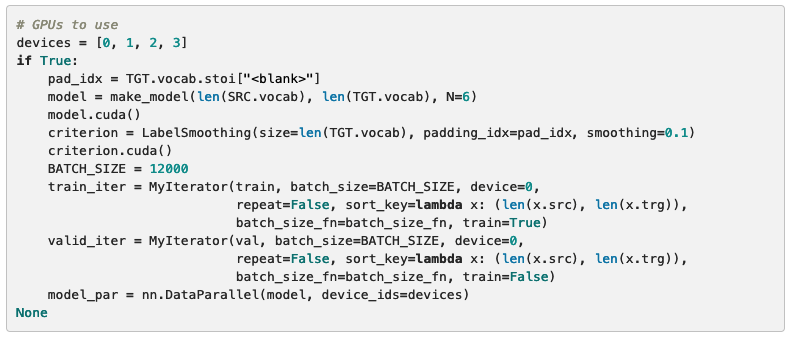 # GPUs to use
devices = [0, 1, 2, 3]
if True:
    pad_idx = TGT.vocab.stoi["<blank>"]
    model = make_model(len(SRC.vocab), len(TGT.vocab), N=6)
    model.cuda()
    criterion = LabelSmoothing(size=len(TGT.vocab), padding_idx=pad_idx, smoothing=0.1)
    criterion.cuda()
    BATCH_SIZE = 12000
    train_iter = MyIterator(train, batch_size=BATCH_SIZE, device=0,
                            repeat=False, sort_key=lambda x: (len(x.src), len(x.trg)),
                            batch_size_fn=batch_size_fn, train=True)
    valid_iter = MyIterator(val, batch_size=BATCH_SIZE, device=0,
                            repeat=False, sort_key=lambda x: (len(x.src), len(x.trg)),
                            batch_size_fn=batch_size_fn, train=False)
    model_par = nn.DataParallel(model, device_ids=devices)
None